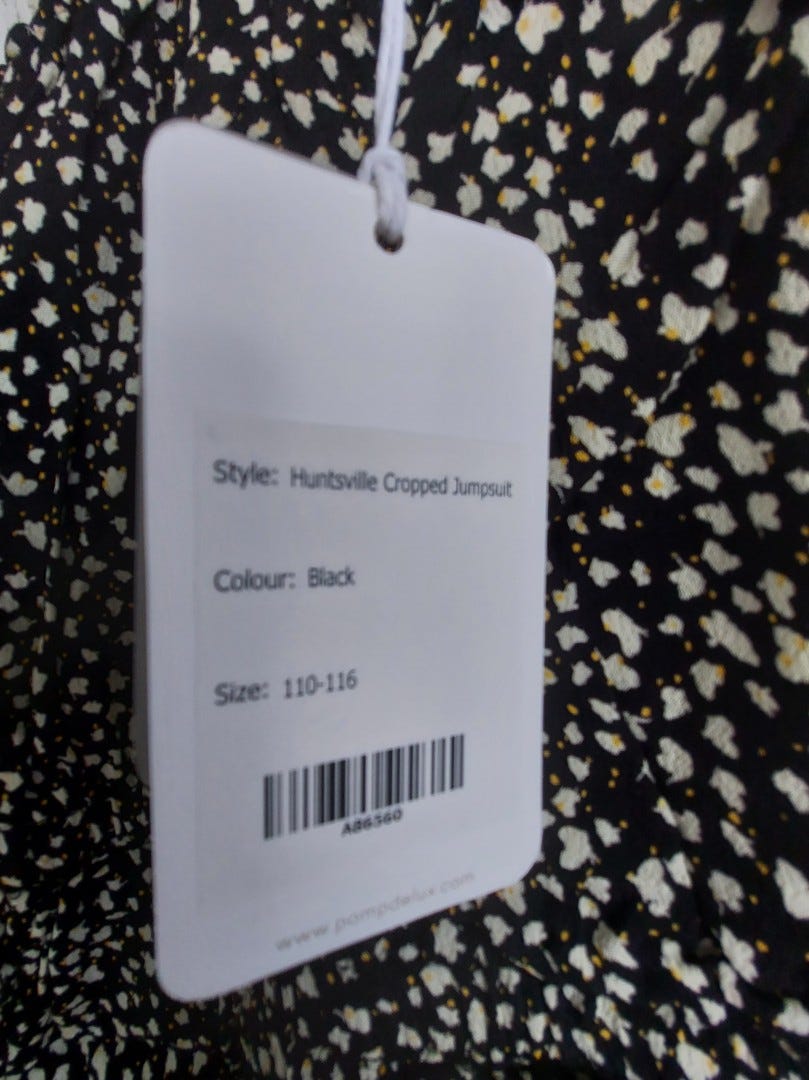 Style: Huntsville Cropped Jumpsuit
Colour: Black
Size: 110-116
A86560
www.pompdelux.com